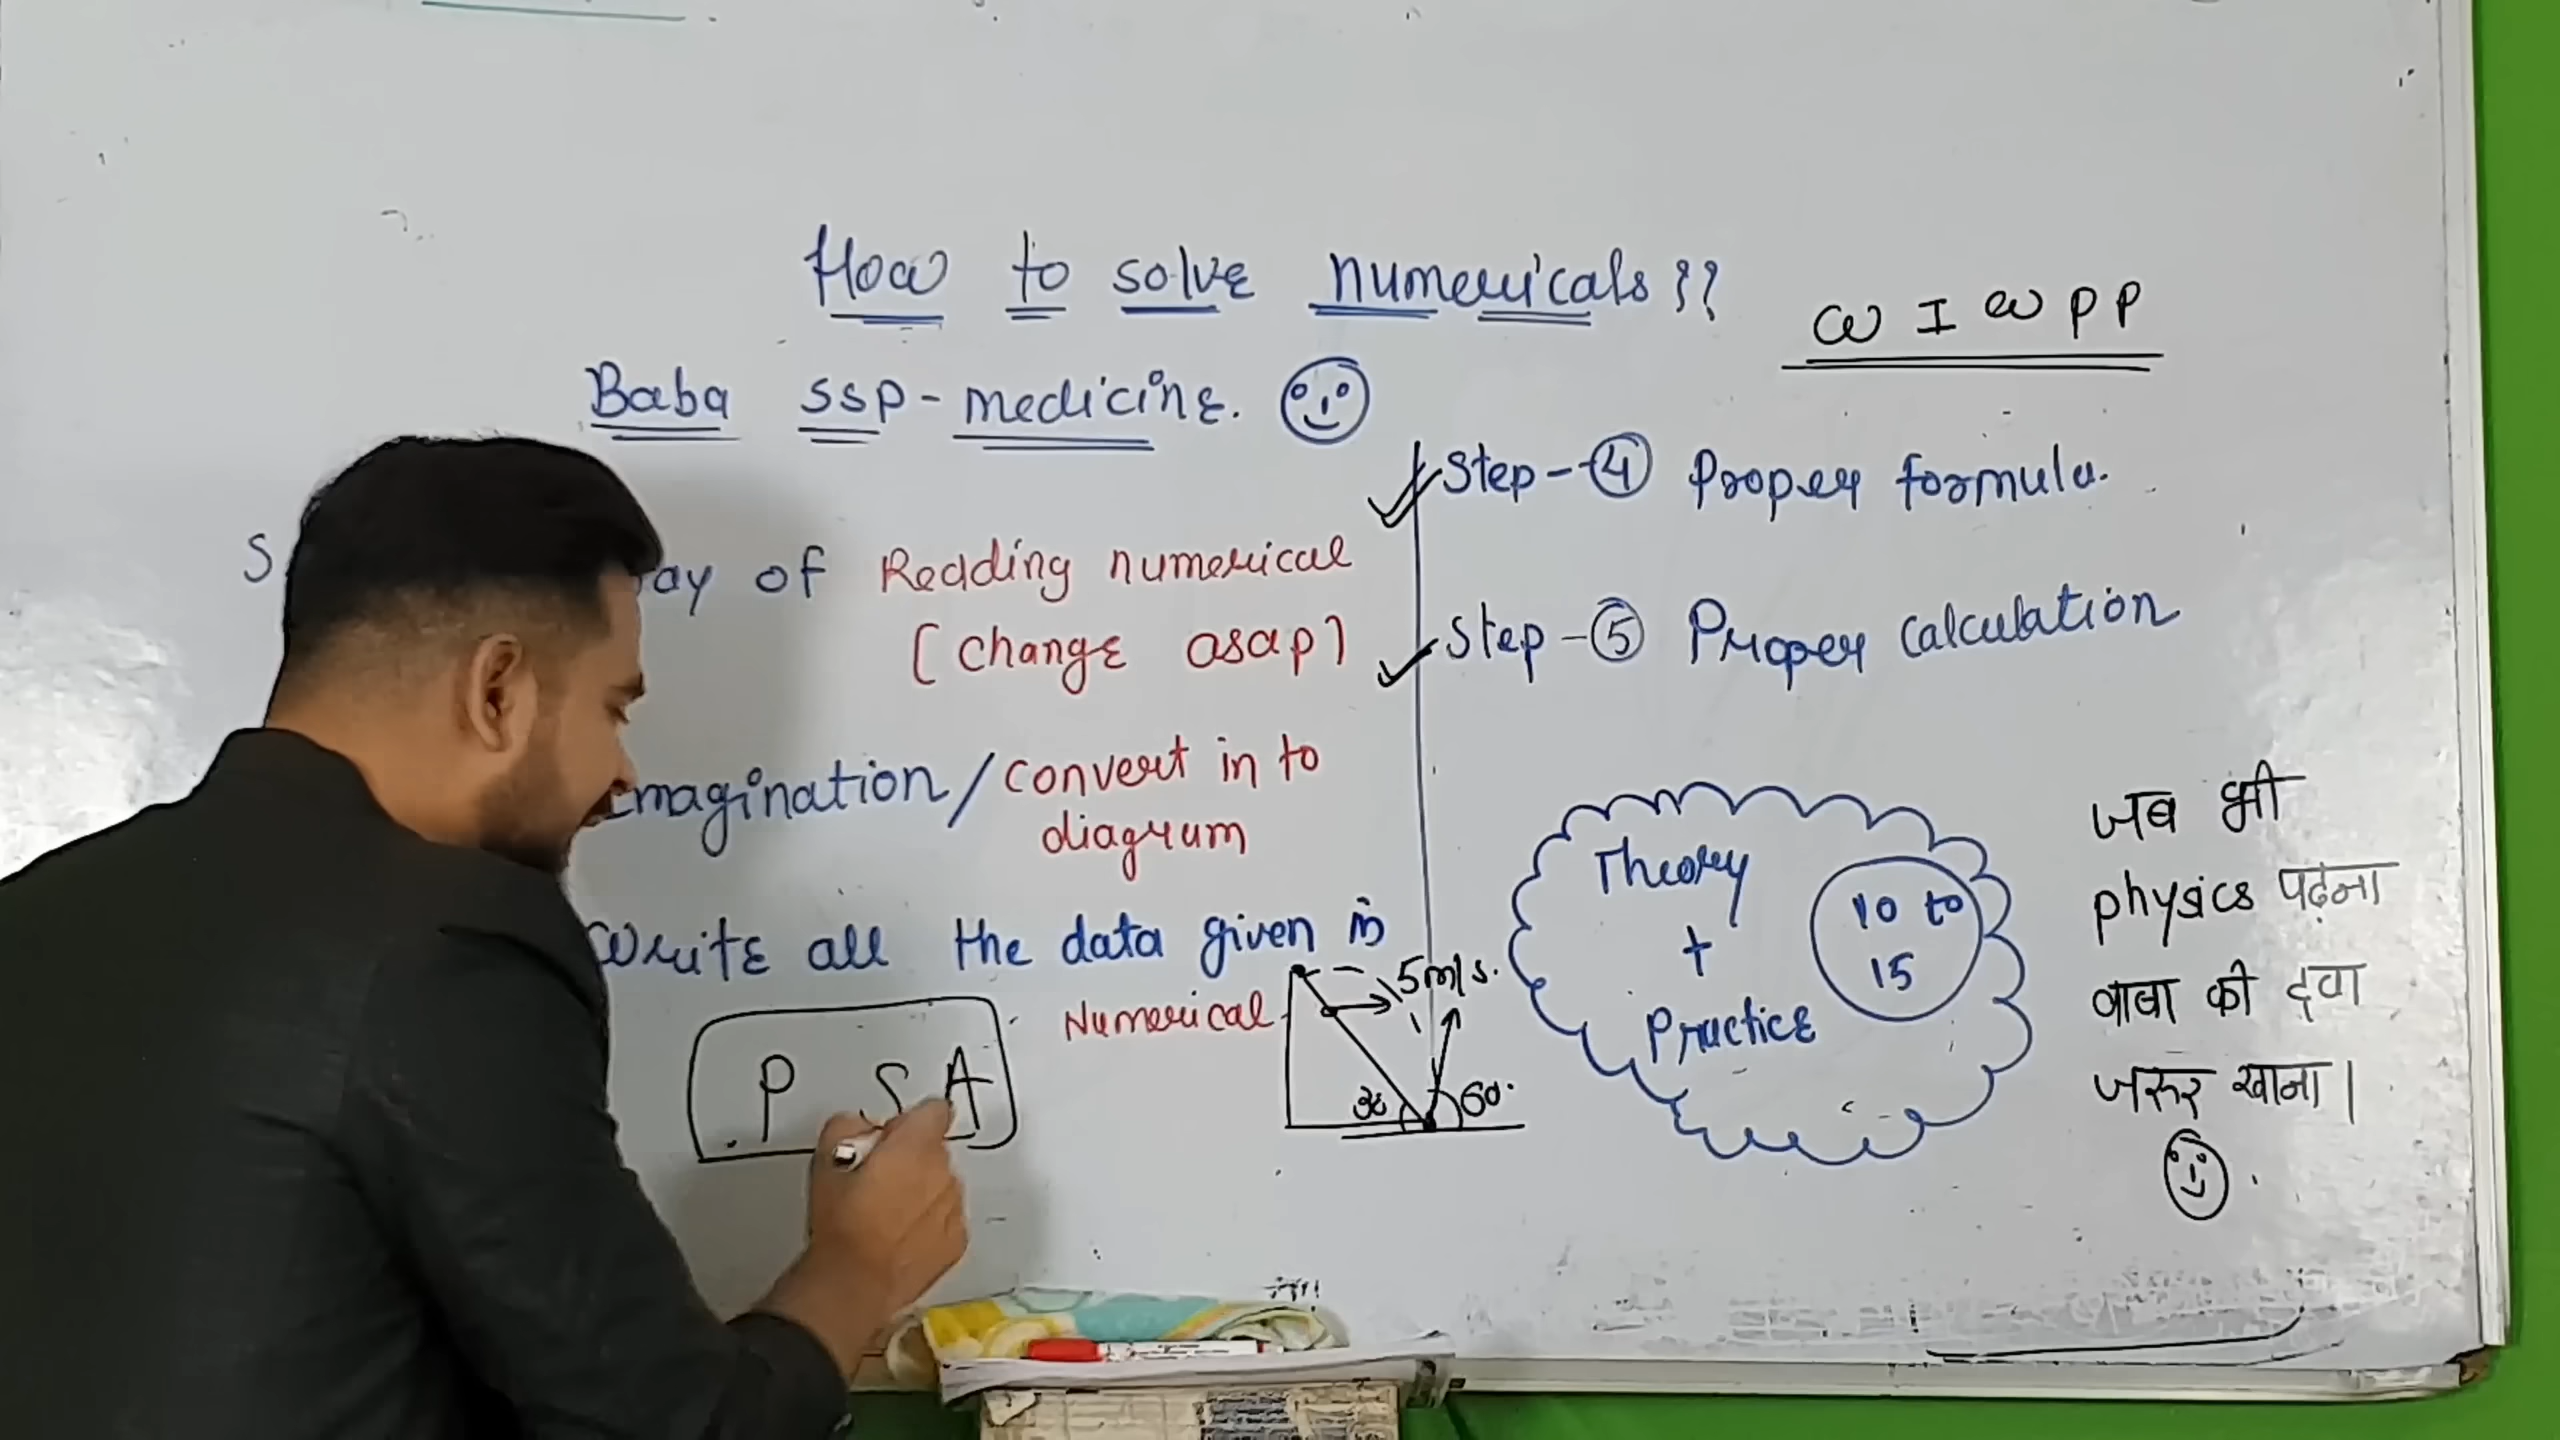 How to solve numericals ??
W I W P P
Baba SSP-medicine.
Step-④ Proper formula.
of Reading numerical
[Change asap]
Step-⑤ Proper Calculation
Imagination/convert in to
diagram
Write all the data given in
Numerical
5m/s.
30 60°
P S A
Theory
+
Practice
10 to
15
जब भी
physics पढ़ना
बाबा की दवा
जरूर खाना।